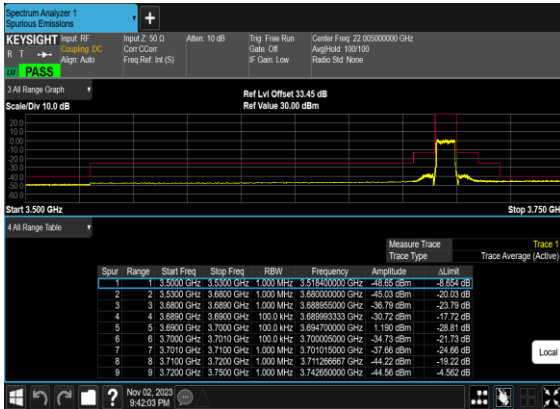 Spectrum Analyzer 1
Spurious Emissions
KEYSIGHT Input: RF
R T Coupling: DC
Align: Auto
Input Z: 50 Ω
Corr CCorr
Freq Ref: Int (S)
Atten: 10 dB
Trig: Free Run
Gate: Off
IF Gain: Low
Center Freq: 22.005000000 GHz
Avg|Hold: 100/100
Radio Std: None
PASS
3 All Range Graph
Scale/Div 10.0 dB
Ref Lvl Offset 33.45 dB
Ref Value 30.00 dBm
20.0
10.0
0.00
-10.0
-20.0
-30.0
-40.0
-50.0
-60.0
Start 3.500 GHz
Stop 3.750 GH
4 All Range Table
Measure Trace Trace 1
Trace Type Trace Average (Active)
Spur Range Start Freq Stop Freq RBW Frequency Amplitude ΔLimit
1 1 3.5000 GHz 3.5300 GHz 1.000 MHz 3.518400000 GHz -48.65 dBm -8.654 dB
2 2 3.5300 GHz 3.6800 GHz 1.000 MHz 3.680000000 GHz -45.03 dBm -20.03 dB
3 3 3.6800 GHz 3.6890 GHz 1.000 MHz 3.688955000 GHz -36.79 dBm -23.79 dB
4 4 3.6890 GHz 3.6900 GHz 100.0 kHz 3.689993333 GHz -30.72 dBm -17.72 dB
5 5 3.6900 GHz 3.7000 GHz 100.0 kHz 3.694700000 GHz 1.190 dBm -28.81 dB
6 6 3.7000 GHz 3.7010 GHz 100.0 kHz 3.700005000 GHz -34.73 dBm -21.73 dB
7 7 3.7010 GHz 3.7100 GHz 1.000 MHz 3.701015000 GHz -37.66 dBm -24.66 dB
8 8 3.7100 GHz 3.7200 GHz 1.000 MHz 3.711266667 GHz -44.22 dBm -19.22 dB
9 9 3.7200 GHz 3.7500 GHz 1.000 MHz 3.742650000 GHz -44.56 dBm -4.562 dB
Local
Nov 02, 2023
9:42:03 PM